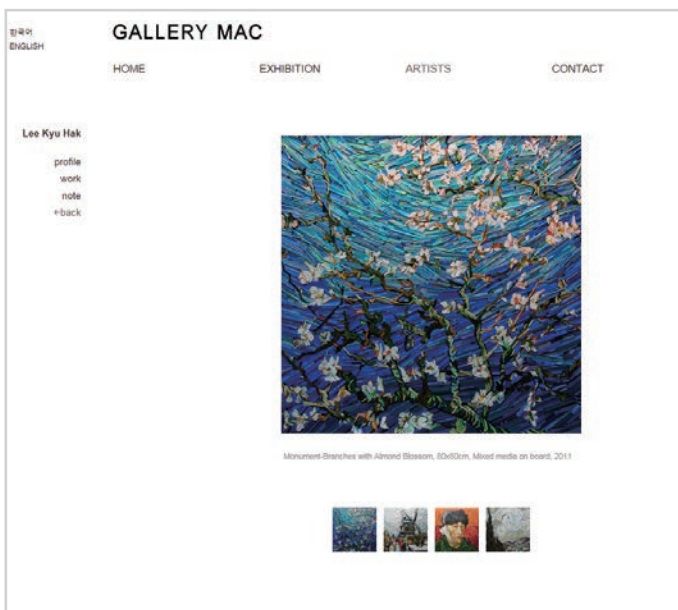 한국어
ENGLISH
GALLERY MAC
HOME EXHIBITION ARTISTS CONTACT
Lee Kyu Hak
profile
work
note
←back
Monument-Branches with Almond Blossom, 80x80cm, Mixed media on board, 2011